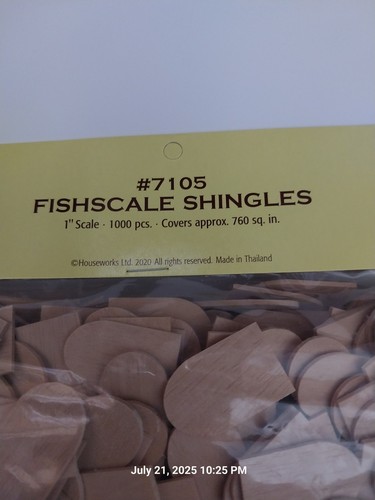 #7105
FISHSCALE SHINGLES
1" Scale - 1000 pcs. - Covers approx. 760 sq. in.
©Houseworks Ltd. 2020 All rights reserved. Made in Thailand
July 21, 2025 10:25 PM